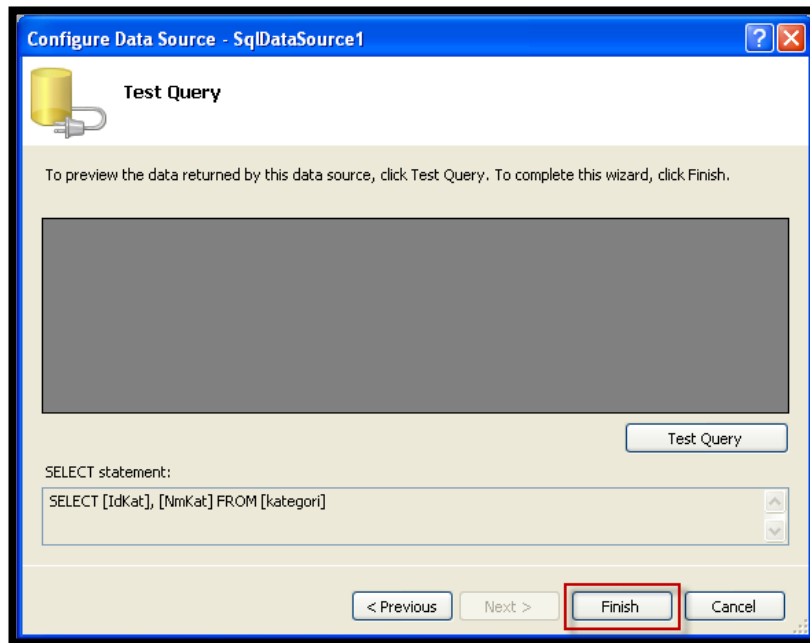 Configure Data Source - SqlDataSource1
Test Query
To preview the data returned by this data source, click Test Query. To complete this wizard, click Finish.
Test Query
SELECT statement:
SELECT [IdKat], [NmKat] FROM [kategori]
< Previous
Next >
Finish
Cancel